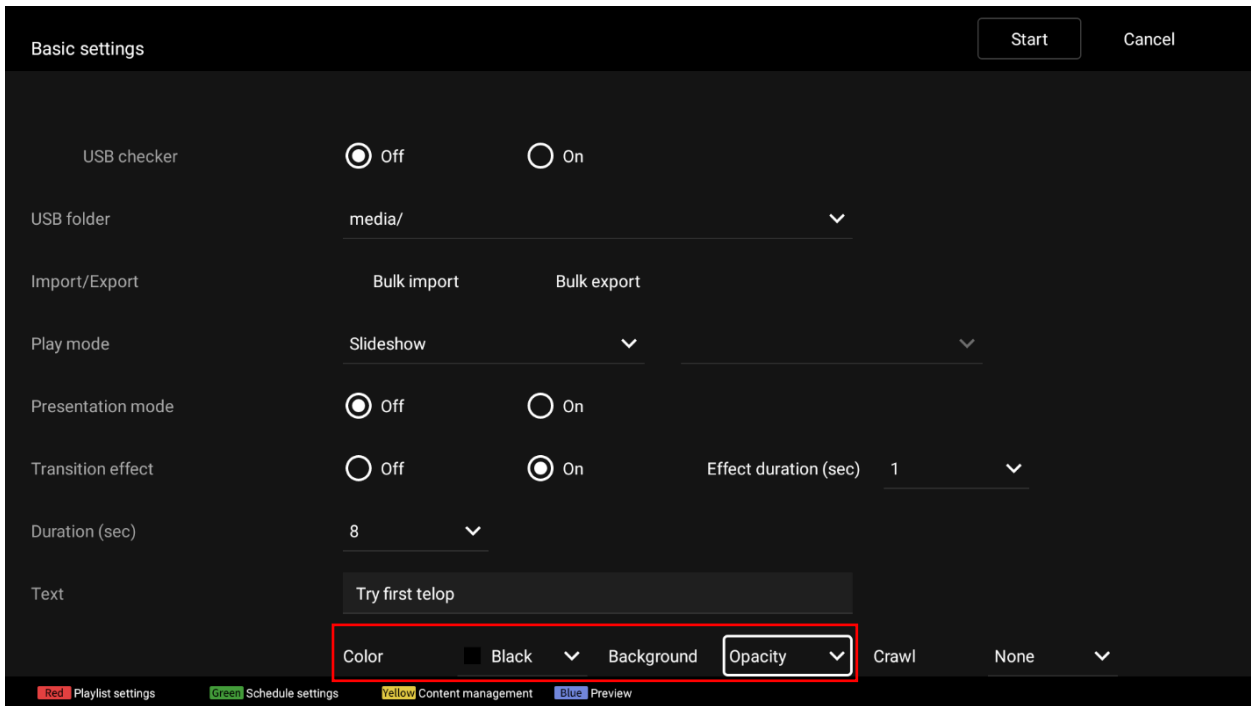 Basic settings Start Cancel
USB checker Off On
USB folder media/
Import/Export Bulk import Bulk export
Play mode Slideshow
Presentation mode Off On
Transition effect Off On Effect duration (sec) 1
Duration (sec) 8
Text Try first telop
Color Black Background Opacity Crawl None
Red Playlist settings Green Schedule settings Yellow Content management Blue Preview